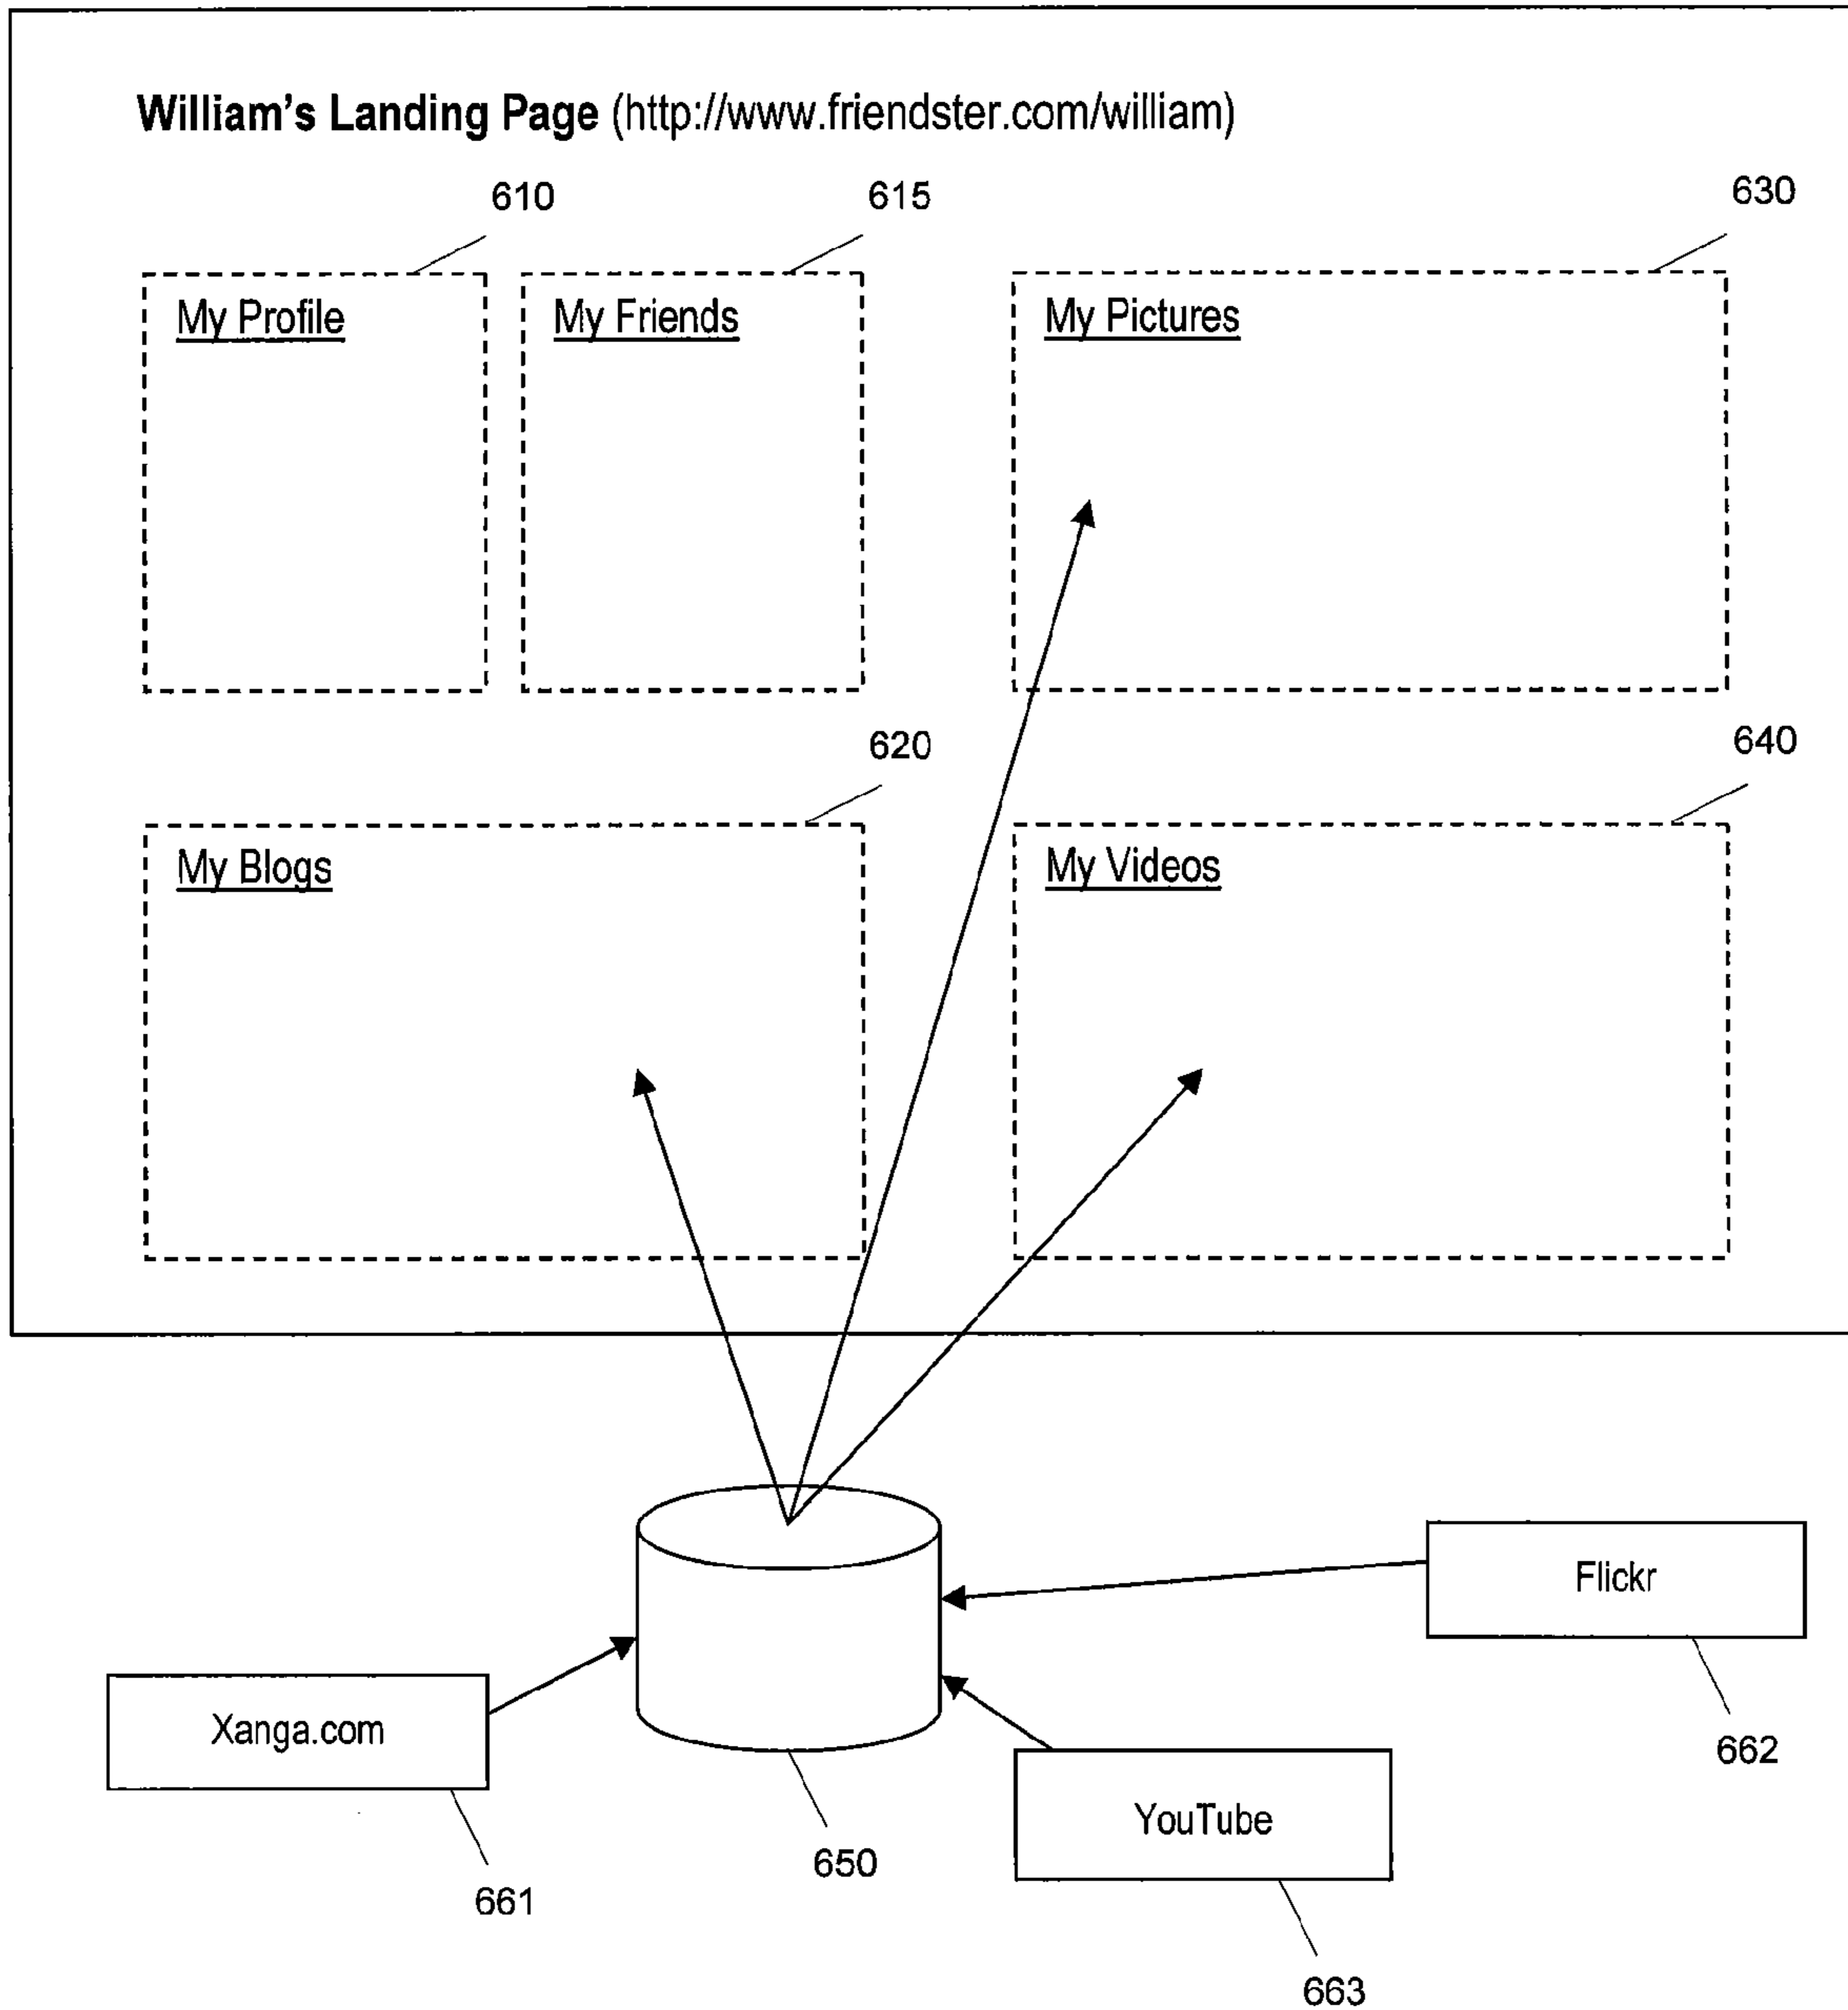 William's Landing Page (http://www.friendster.com/william)
610
615
630
My Profile
My Friends
My Pictures
620
640
My Blogs
My Videos
Flickr
Xanga.com
662
YouTube
650
661
663